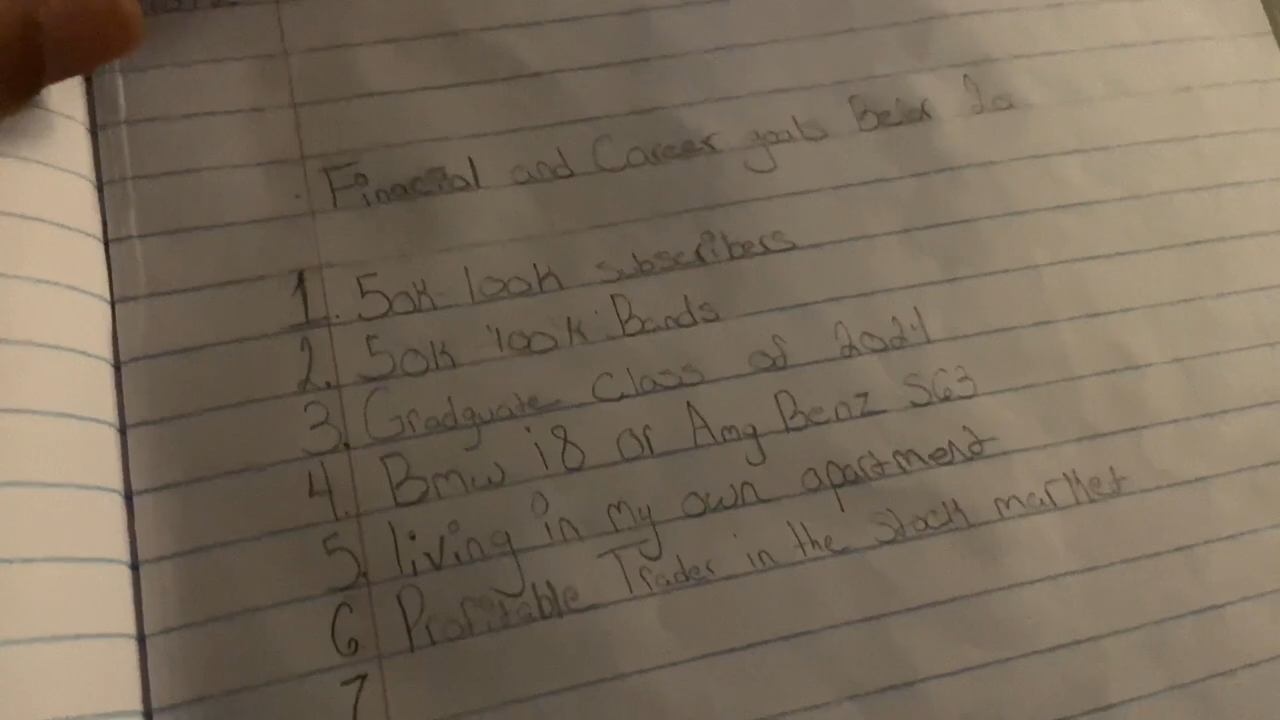 Finacial and Career goals Below 20
1. 50K 100K subscribers
2. 50K 100K Bands
3. Gradguate Class of 2021
4. Bmw i8 or Amg Benz S63
5. living in my own apartment
6 Profitable Trader in the stock market
7